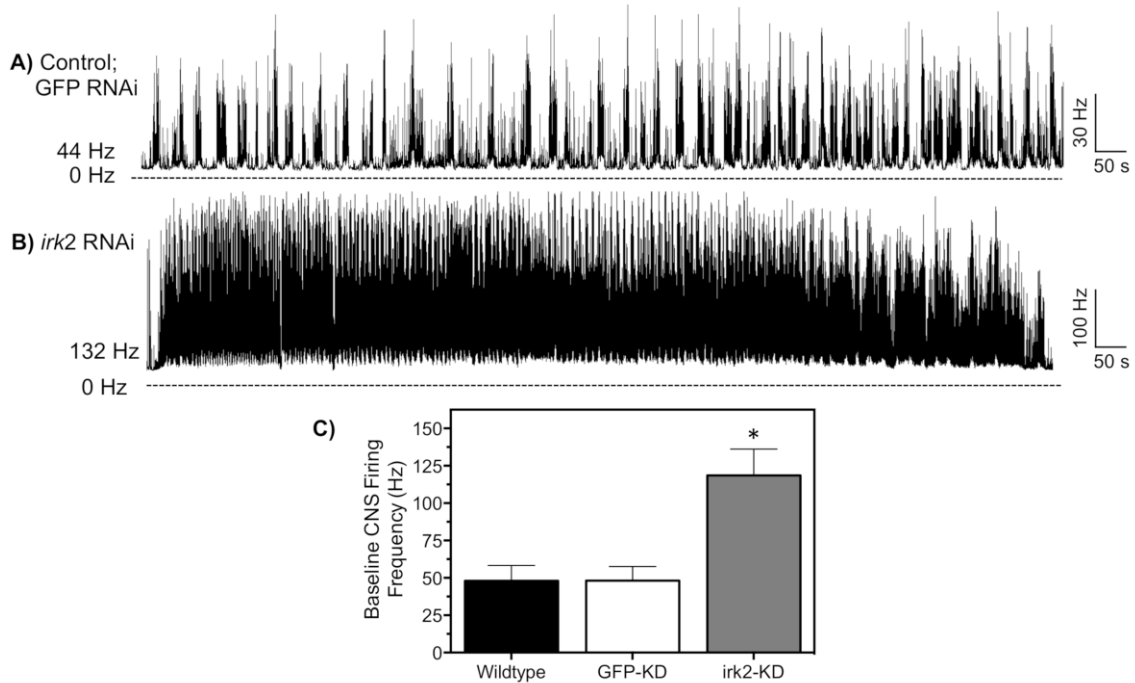 A) Control;
GFP RNAi
44 Hz
0 Hz
30 Hz
50 s
B) irk2 RNAi
132 Hz
0 Hz
100 Hz
50 s
C)
Baseline CNS Firing
Frequency (Hz)
150
125
100
75
50
25
0
*
Wildtype
GFP-KD
irk2-KD